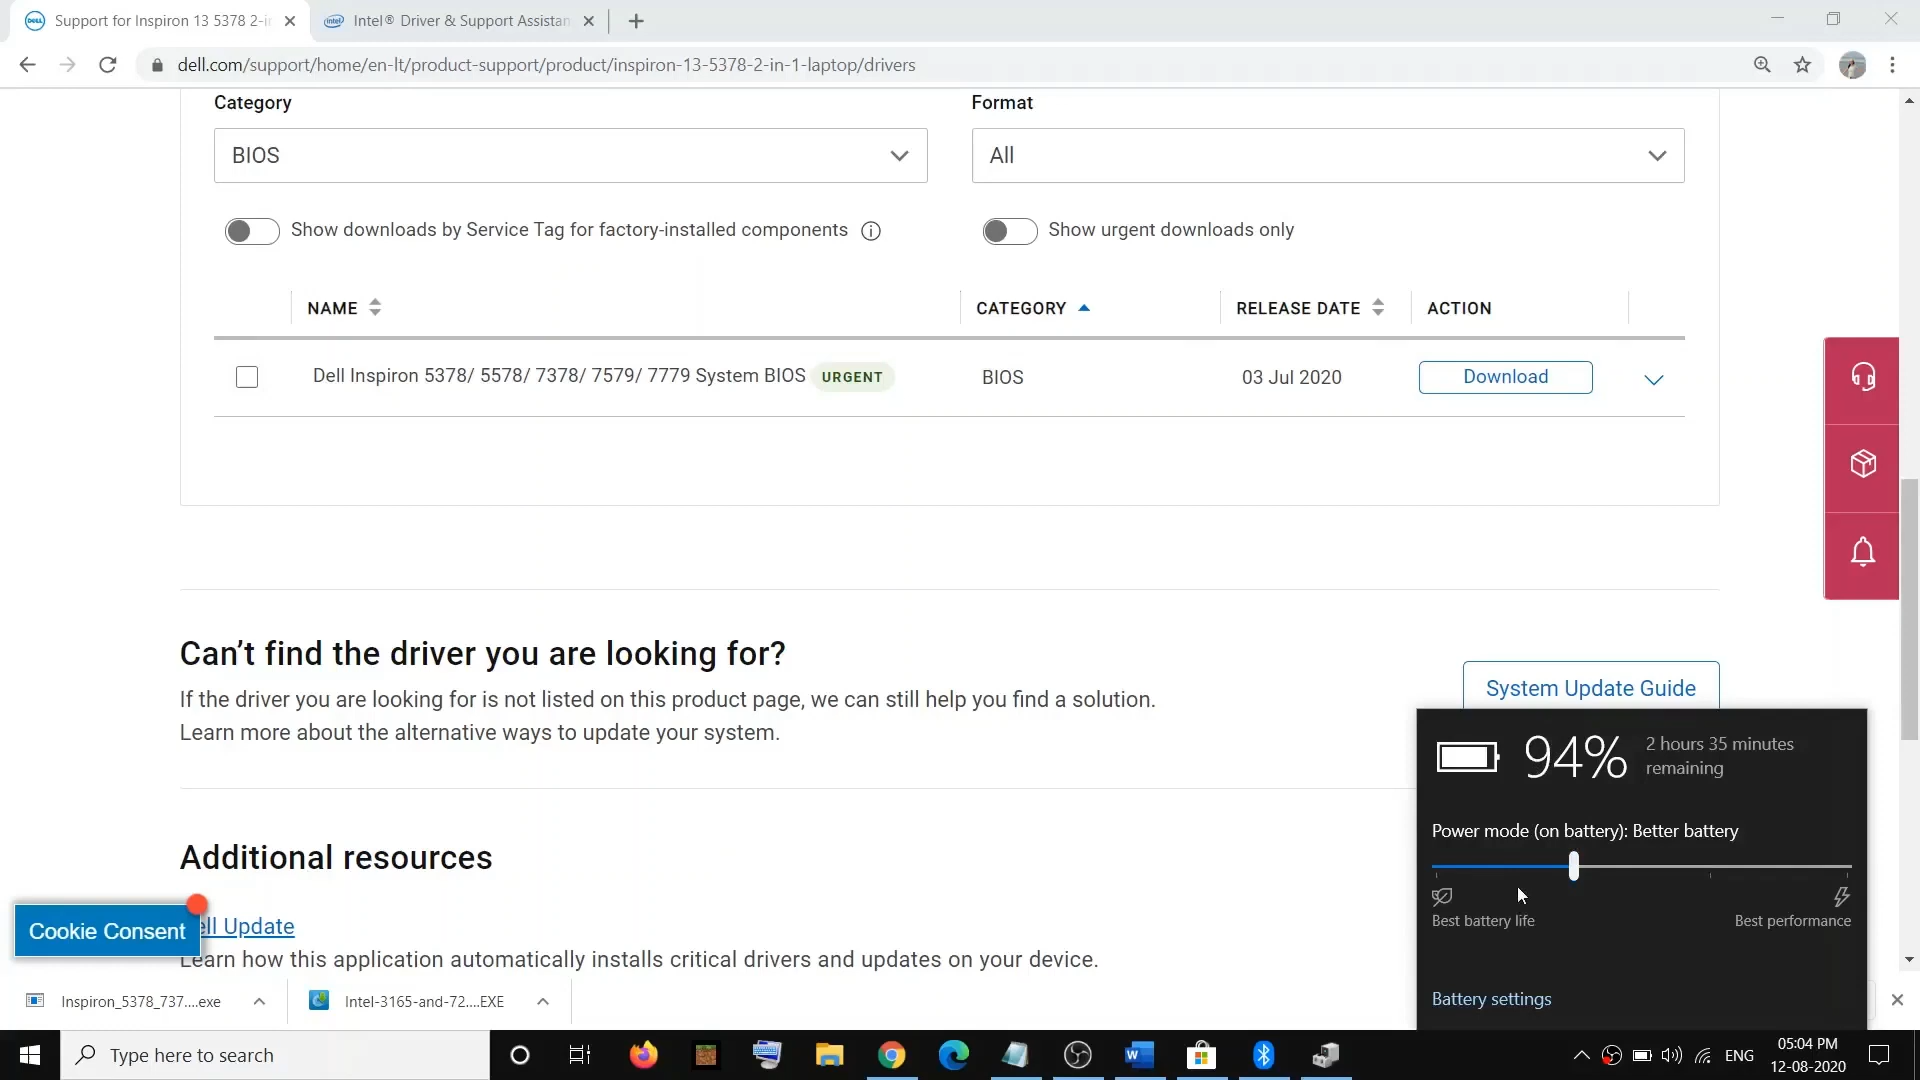 Support for Inspiron 13 5378 2-i
Intel® Driver & Support Assistan
dell.com/support/home/en-lt/product-support/product/inspiron-13-5378-2-in-1-laptop/drivers
Category
Format
BIOS
All
Show downloads by Service Tag for factory-installed components
Show urgent downloads only
NAME
CATEGORY
RELEASE DATE
ACTION
Dell Inspiron 5378/ 5578/ 7378/ 7579/ 7779 System BIOS URGENT
BIOS
03 Jul 2020
Download
Can’t find the driver you are looking for?
If the driver you are looking for is not listed on this product page, we can still help you find a solution.
Learn more about the alternative ways to update your system.
System Update Guide
94%
2 hours 35 minutes
remaining
Power mode (on battery): Better battery
Best battery life
Best performance
Battery settings
Additional resources
Cookie Consent
ell Update
Learn how this application automatically installs critical drivers and updates on your device.
Inspiron_5378_737....exe
Intel-3165-and-72....EXE
Type here to search
ENG
05:04 PM
12-08-2020